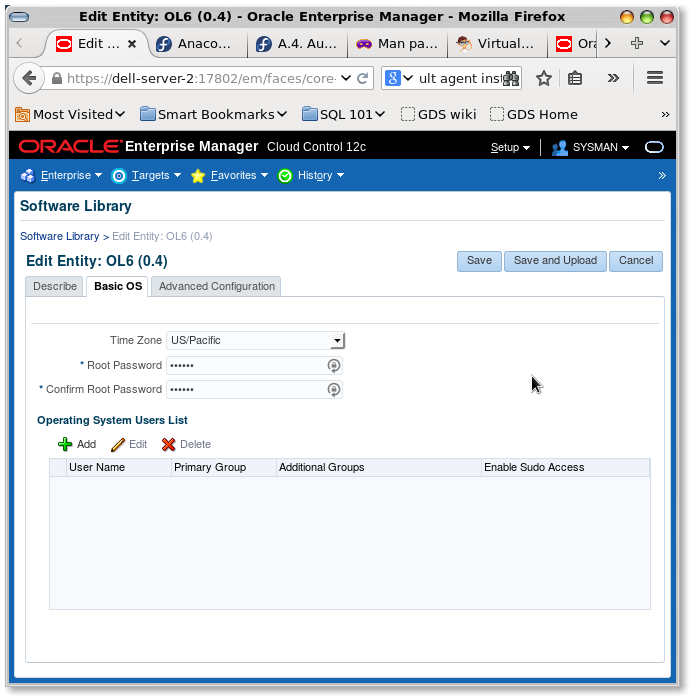 Edit Entity: OL6 (0.4) - Oracle Enterprise Manager - Mozilla Firefox
Edit ... Anaco... A.4. Au... Man pa... Virtual... Ora
https://dell-server-2:17802/em/faces/core- ult agent inst
Most Visited Smart Bookmarks SQL 101 GDS wiki GDS Home »
ORACLE Enterprise Manager Cloud Control 12c Setup SYSMAN
Enterprise Targets Favorites History »
Software Library
Software Library > Edit Entity: OL6 (0.4)
Edit Entity: OL6 (0.4) Save Save and Upload Cancel
Describe Basic OS Advanced Configuration
Time Zone US/Pacific
* Root Password ••••••
* Confirm Root Password ••••••
Operating System Users List
Add Edit Delete
User Name Primary Group Additional Groups Enable Sudo Access